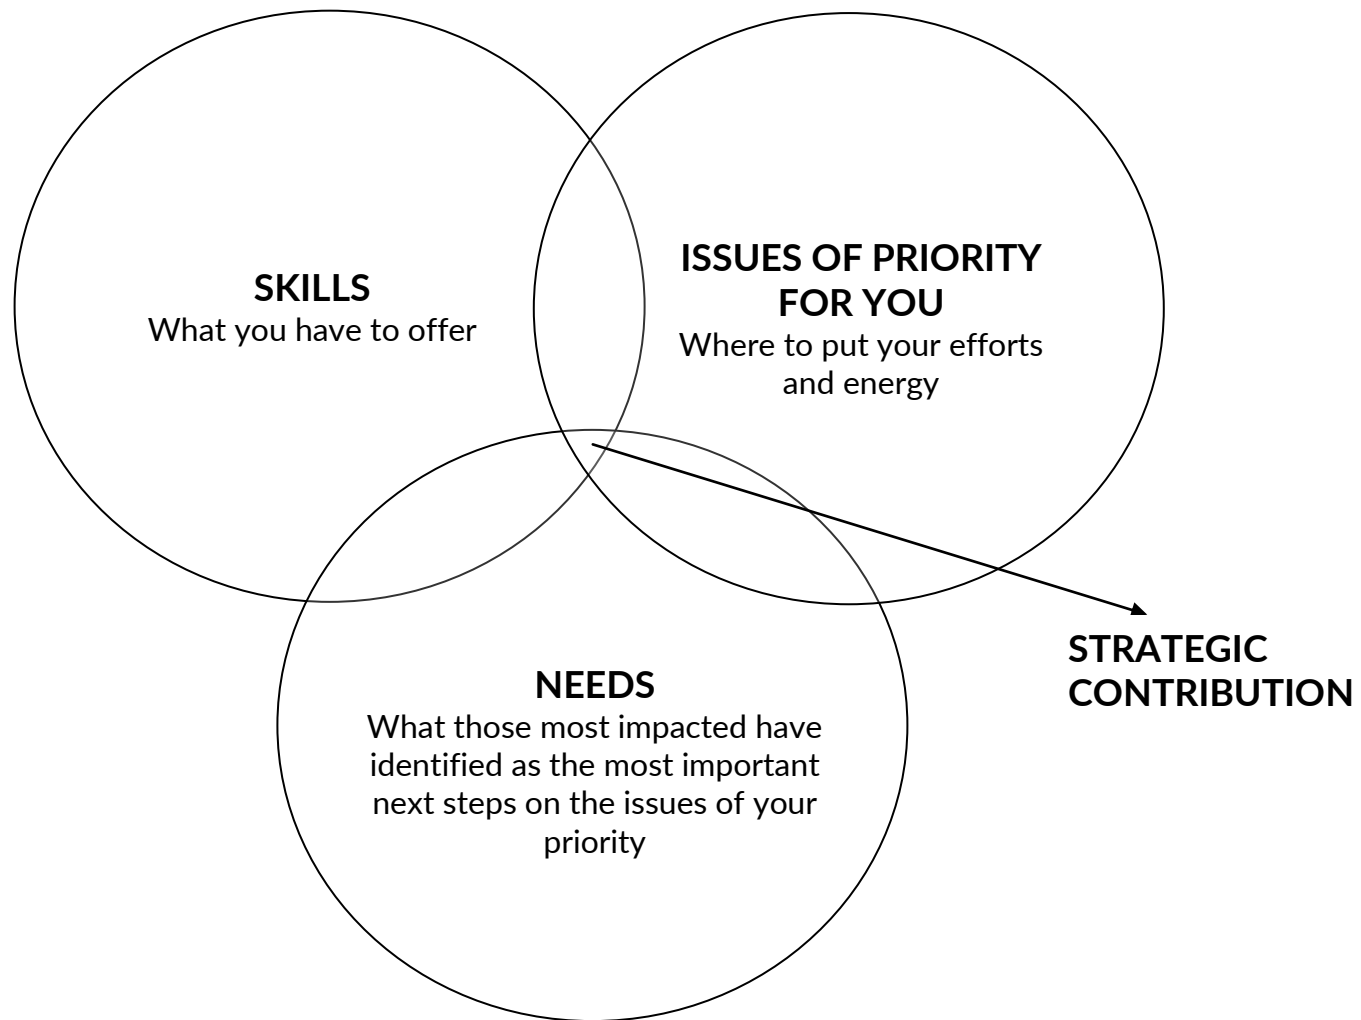 SKILLS
What you have to offer
ISSUES OF PRIORITY
FOR YOU
Where to put your efforts
and energy
NEEDS
What those most impacted have
identified as the most important
next steps on the issues of your
priority
STRATEGIC
CONTRIBUTION